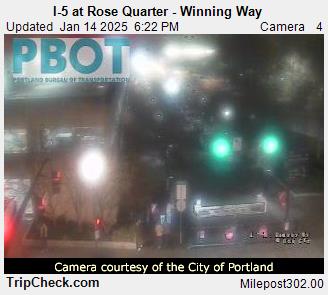 I-5 at Rose Quarter - Winning Way
Updated Jan 14 2025 6:22 PM Camera 4
PBOT
PORTLAND BUREAU OF TRANSPORTATION
Camera courtesy of the City of Portland
TripCheck.com Milepost302.00